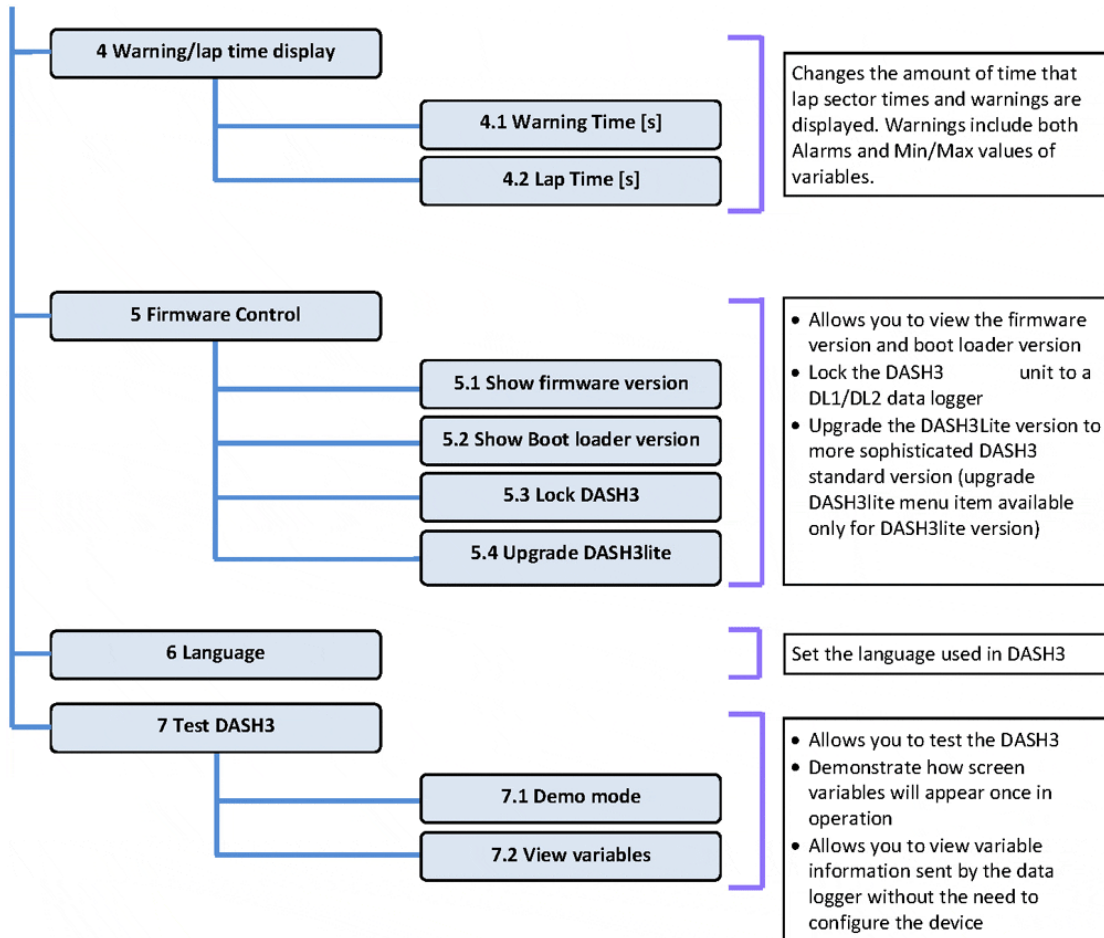 4 Warning/lap time display
4.1 Warning Time [s]
4.2 Lap Time [s]
Changes the amount of time that
lap sector times and warnings are
displayed. Warnings include both
Alarms and Min/Max values of
variables.
5 Firmware Control
5.1 Show firmware version
5.2 Show Boot loader version
5.3 Lock DASH3
5.4 Upgrade DASH3lite
• Allows you to view the firmware
version and boot loader version
• Lock the DASH3 unit to a
DL1/DL2 data logger
• Upgrade the DASH3Lite version to
more sophisticated DASH3
standard version (upgrade
DASH3lite menu item available
only for DASH3lite version)
6 Language
Set the language used in DASH3
7 Test DASH3
7.1 Demo mode
7.2 View variables
• Allows you to test the DASH3
• Demonstrate how screen
variables will appear once in
operation
• Allows you to view variable
information sent by the data
logger without the need to
configure the device